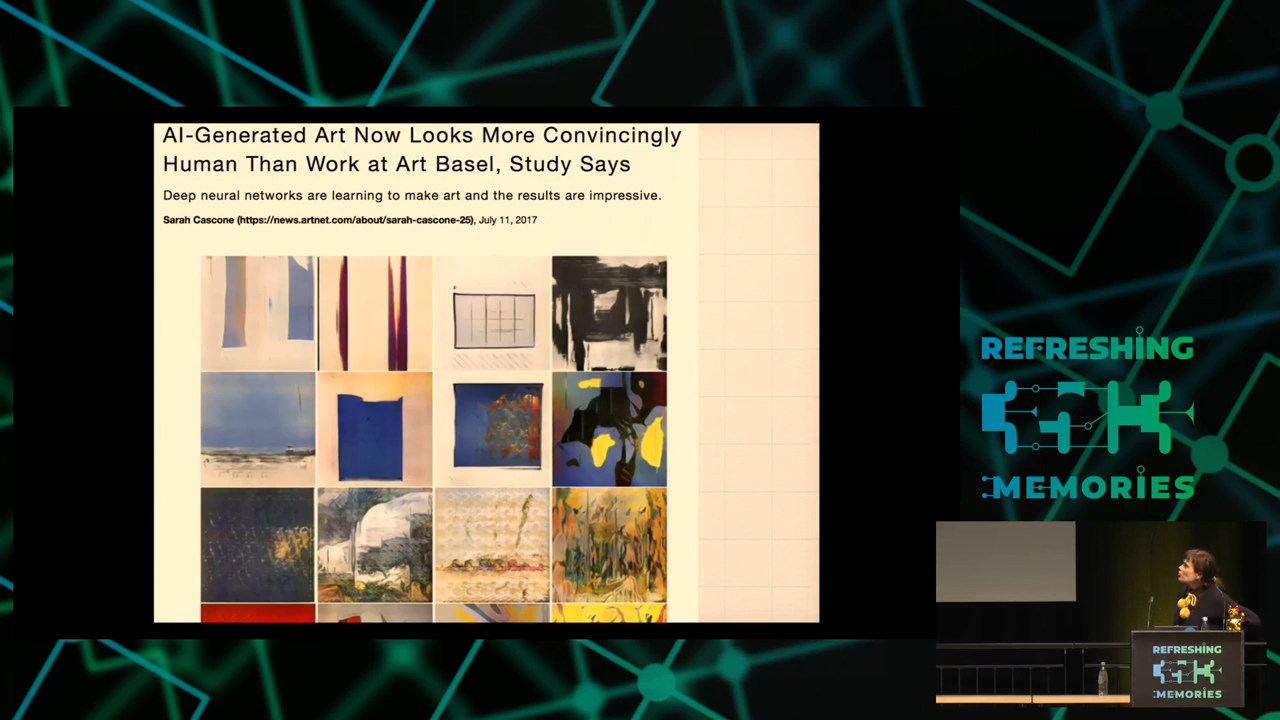 AI-Generated Art Now Looks More Convincingly
Human Than Work at Art Basel, Study Says
Deep neural networks are learning to make art and the results are impressive.
Sarah Cascone (https://news.artnet.com/about/sarah-cascone-25), July 11, 2017
REFRESHING
MEMORIES
REFRESHING
MEMORIES